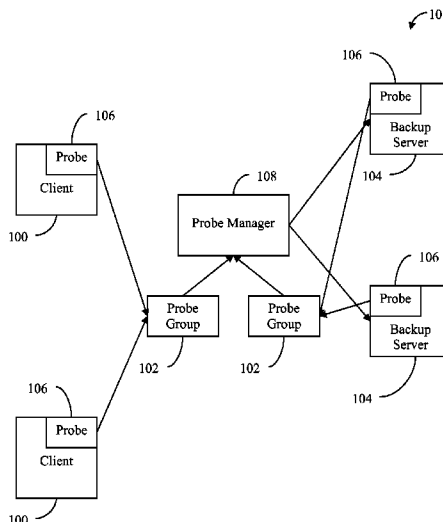 10
106
Probe
Backup
Server
104
106
Probe
Client
100
108
Probe Manager
106
Probe
Backup
Server
104
Probe
Group
102
Probe
Group
102
106
Probe
Client
100